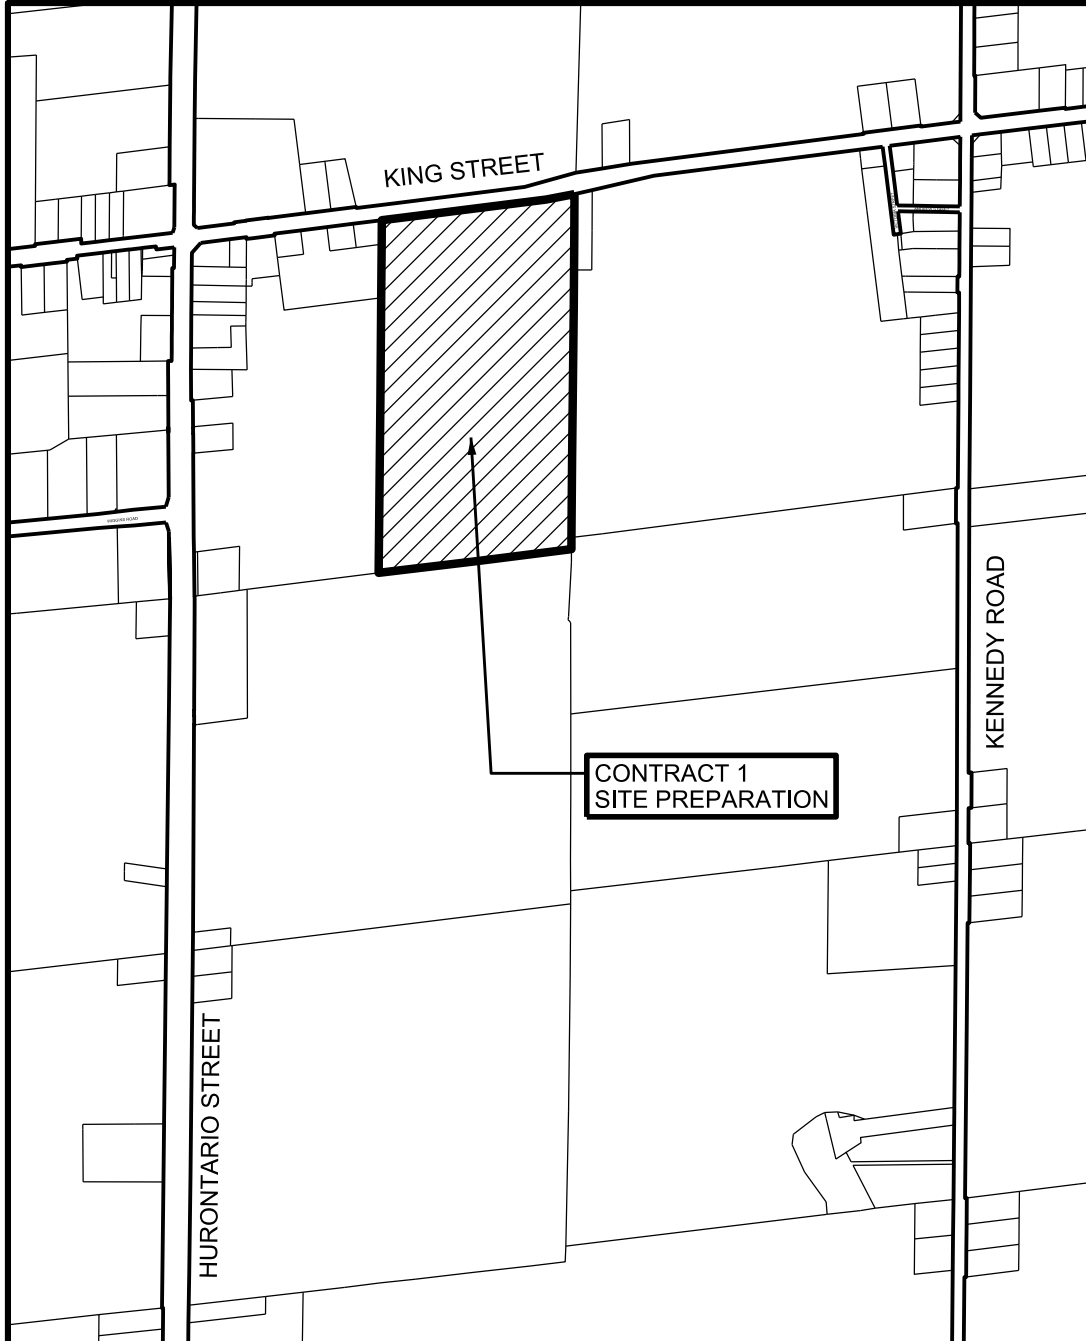 KING STREET
KENNEDY ROAD
CONTRACT 1
SITE PREPARATION
HURONTARIO STREET